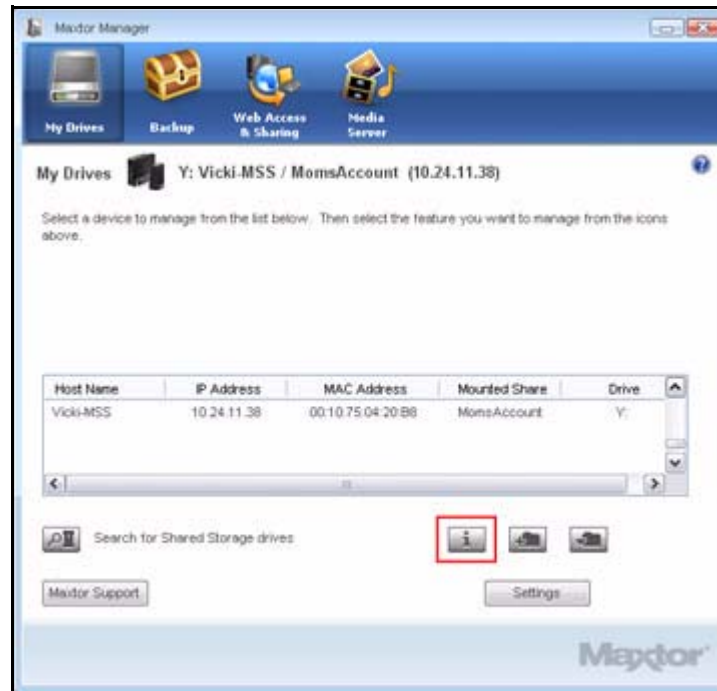 Maxtor Manager
My Drives
Backup
Web Access
& Sharing
Media
Server
My Drives
Y: Vicki-MSS / MomsAccount (10.24.11.38)
?
Select a device to manage from the list below. Then select the feature you want to manage from the icons
above.
Host Name IP Address MAC Address Mounted Share Drive
Vicki-MSS 10.24.11.38 00:10:75:04:20:B8 MomsAccount Y:
Search for Shared Storage drives
i
Maxtor Support
Settings
Maxtor